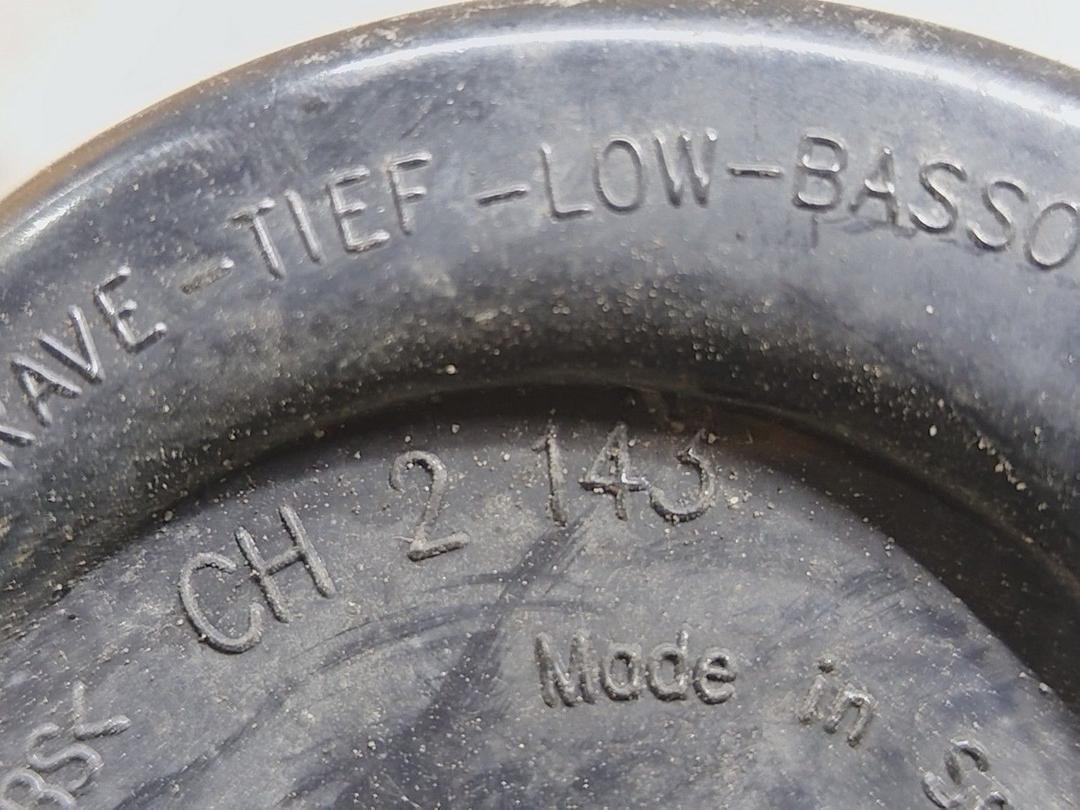 -TIEF-LOW-BASSO
CH 2 143
Made in